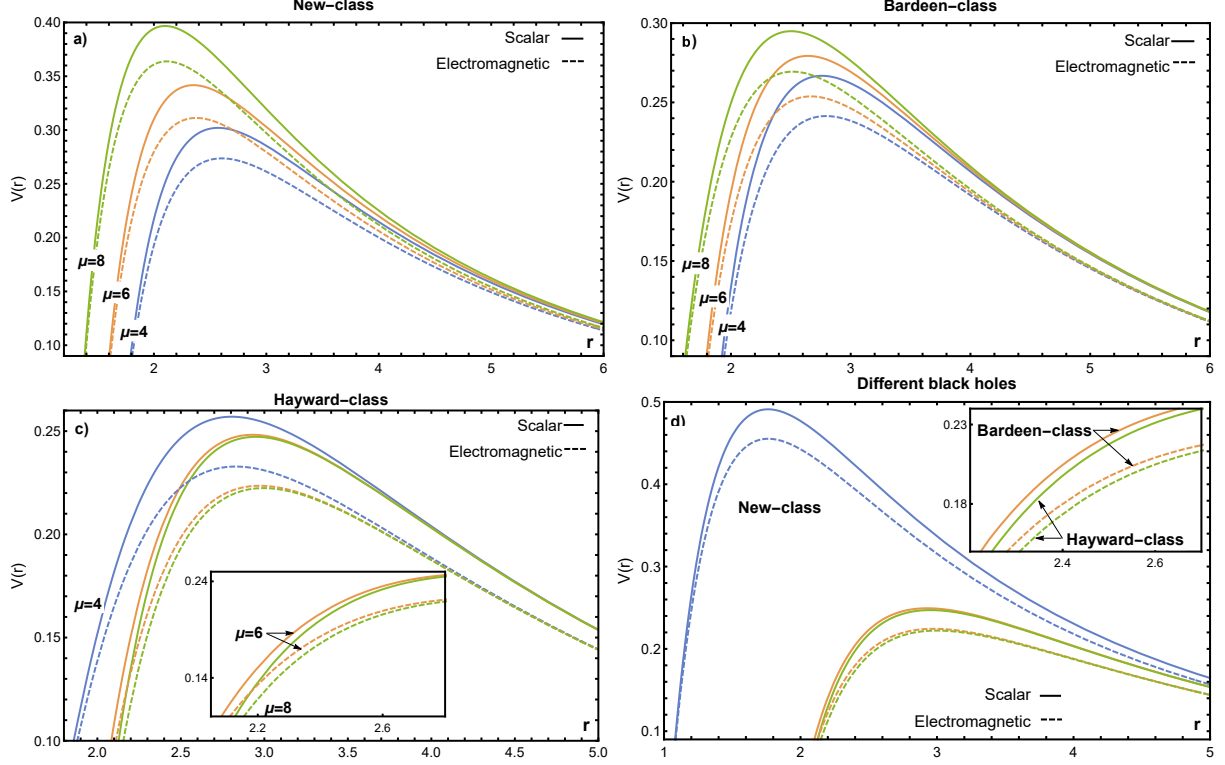 New−class
a)
Scalar
Electromagnetic
V(r)
0.40
0.35
0.30
0.25
0.20
0.15
0.10
μ=8
μ=6
μ=4
r
2
3
4
5
6
Bardeen−class
b)
Scalar
Electromagnetic
V(r)
0.30
0.25
0.20
0.15
0.10
μ=8
μ=6
μ=4
r
2
3
4
5
6
Hayward−class
c)
Scalar
Electromagnetic
V(r)
0.25
0.20
0.15
0.10
μ=4
0.24
0.14
μ=6
μ=8
2.2
2.6
r
2.0
2.5
3.0
3.5
4.0
4.5
5.0
Different black holes
d)
V(r)
0.5
0.4
0.3
0.2
0.1
New−class
0.23
0.18
Bardeen−class
Hayward−class
2.4
2.6
Scalar
Electromagnetic
r
1
2
3
4
5